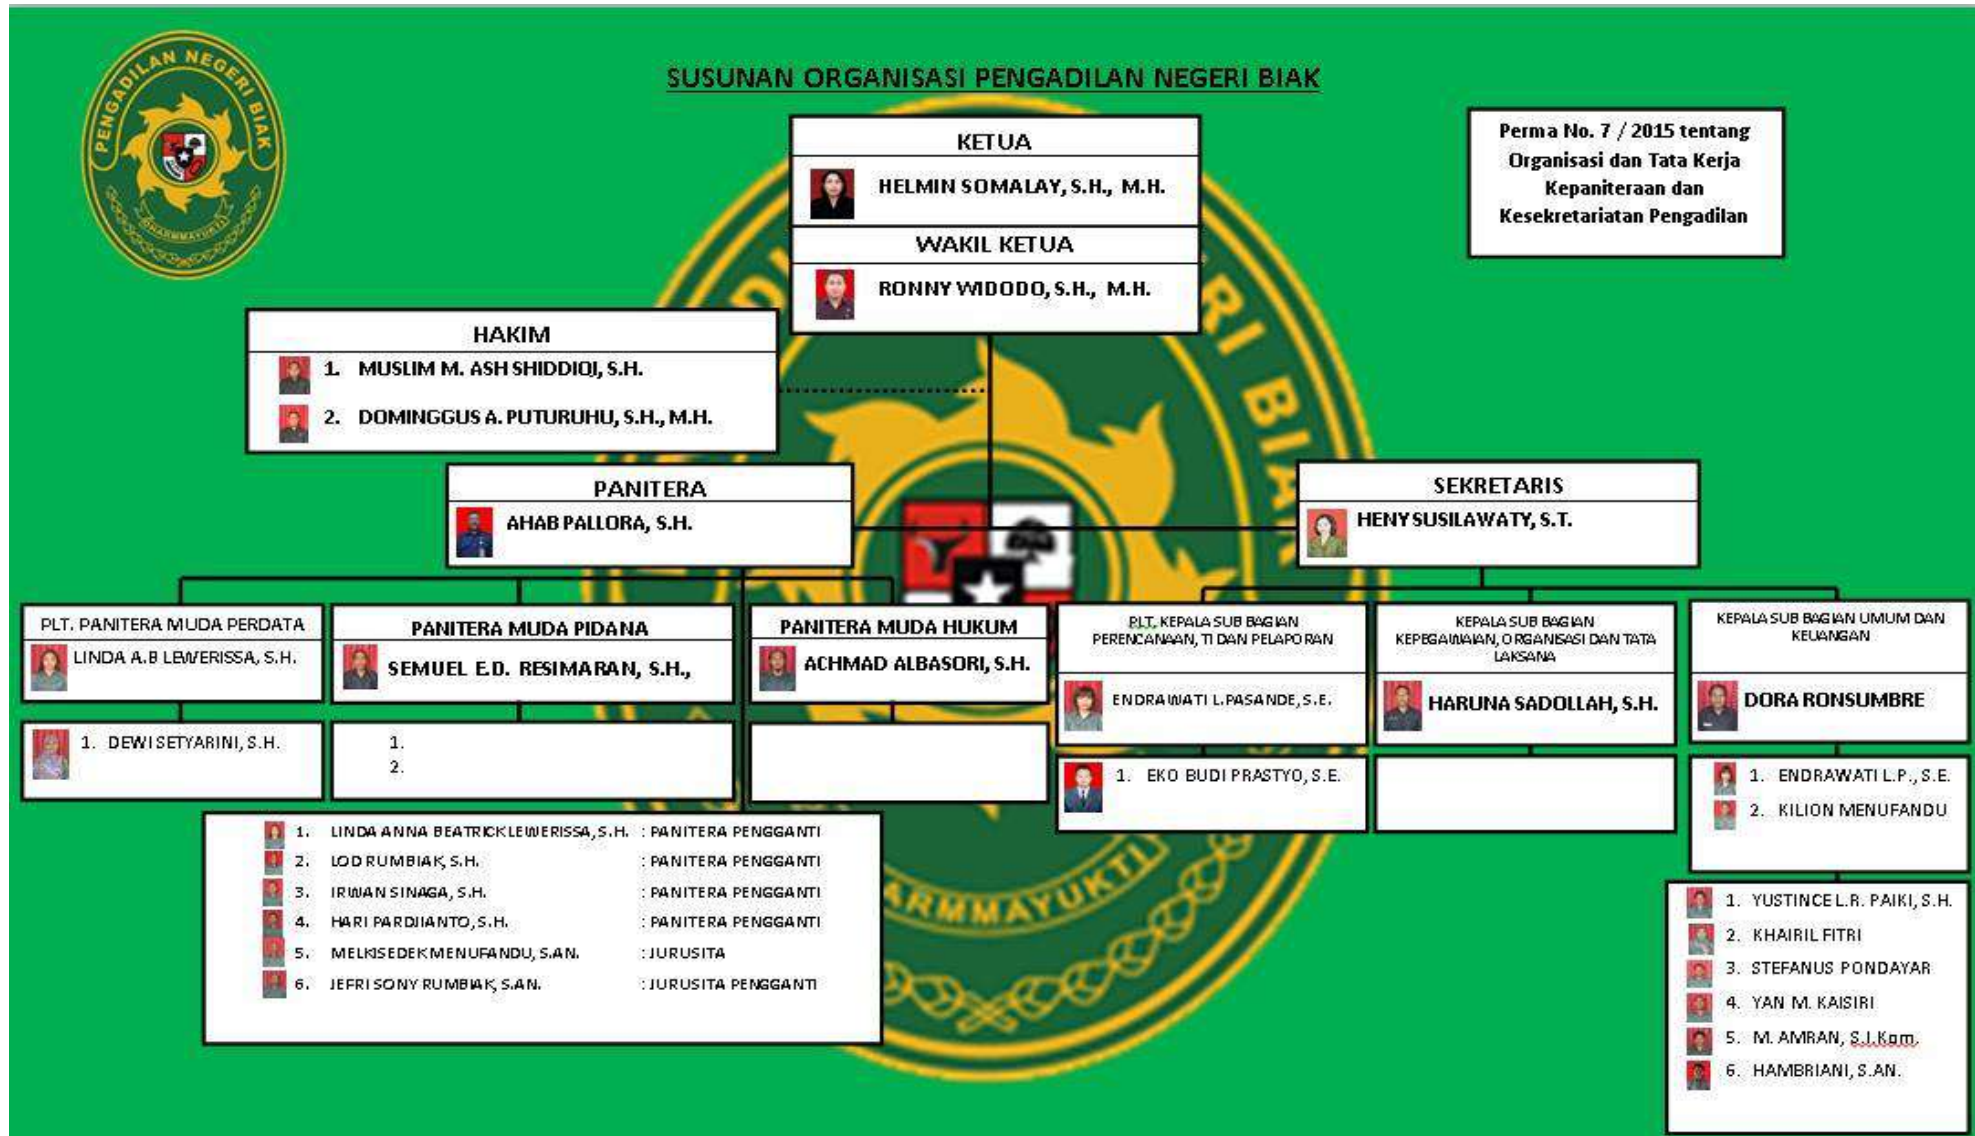 PENGADILAN NEGERI BIAK
DHARMMAYUKTI
SUSUNAN ORGANISASI PENGADILAN NEGERI BIAK
Perma No. 7 / 2015 tentang
Organisasi dan Tata Kerja
Kepaniteraan dan
Kesekretariatan Pengadilan
KETUA
HELMIN SOMALAY, S.H., M.H.
WAKIL KETUA
RONNY WIDODO, S.H., M.H.
HAKIM
1. MUSLIM M. ASH SHIDDIQI, S.H.
2. DOMINGGUS A. PUTURUHU, S.H., M.H.
PANITERA
AHAB PALLORA, S.H.
SEKRETARIS
HENY SUSILAWATY, S.T.
PLT. PANITERA MUDA PERDATA
LINDA A.B LEWERISSA, S.H.
1. DEWI SETYARINI, S.H.
PANITERA MUDA PIDANA
SEMUEL E.D. RESIMARAN, S.H.,
1.
2.
PANITERA MUDA HUKUM
ACHMAD ALBASORI, S.H.
PLT. KEPALA SUB BAGIAN
PERENCANAAN, TI DAN PELAPORAN
ENDRAWATI L.PASANDE, S.E.
1. EKO BUDI PRASTYO, S.E.
KEPALA SUB BAGIAN
KEPEGAWAIAN, ORGANISASI DAN TATA
LAKSANA
HARUNA SADOLLAH, S.H.
KEPALA SUB BAGIAN UMUM DAN
KEUANGAN
DORA RONSUMBRE
1. ENDRAWATI L.P., S.E.
2. KILION MENUFANDU
1. LINDA ANNA BEATRICK LEWERISSA, S.H. : PANITERA PENGGANTI
2. LOD RUMBIAK, S.H. : PANITERA PENGGANTI
3. IRWAN SINAGA, S.H. : PANITERA PENGGANTI
4. HARI PARDJIANTO, S.H. : PANITERA PENGGANTI
5. MELKISEDEK MENUFANDU, S.AN. : JURUSITA
6. JEFRI SONY RUMBIAK, S.AN. : JURUSITA PENGGANTI
1. YUSTINCE L.R. PAIKI, S.H.
2. KHAIRIL FITRI
3. STEFANUS PONDAYAR
4. YAN M. KAISIRI
5. M. AMRAN, S.I.Kom.
6. HAMBRIANI, S.AN.